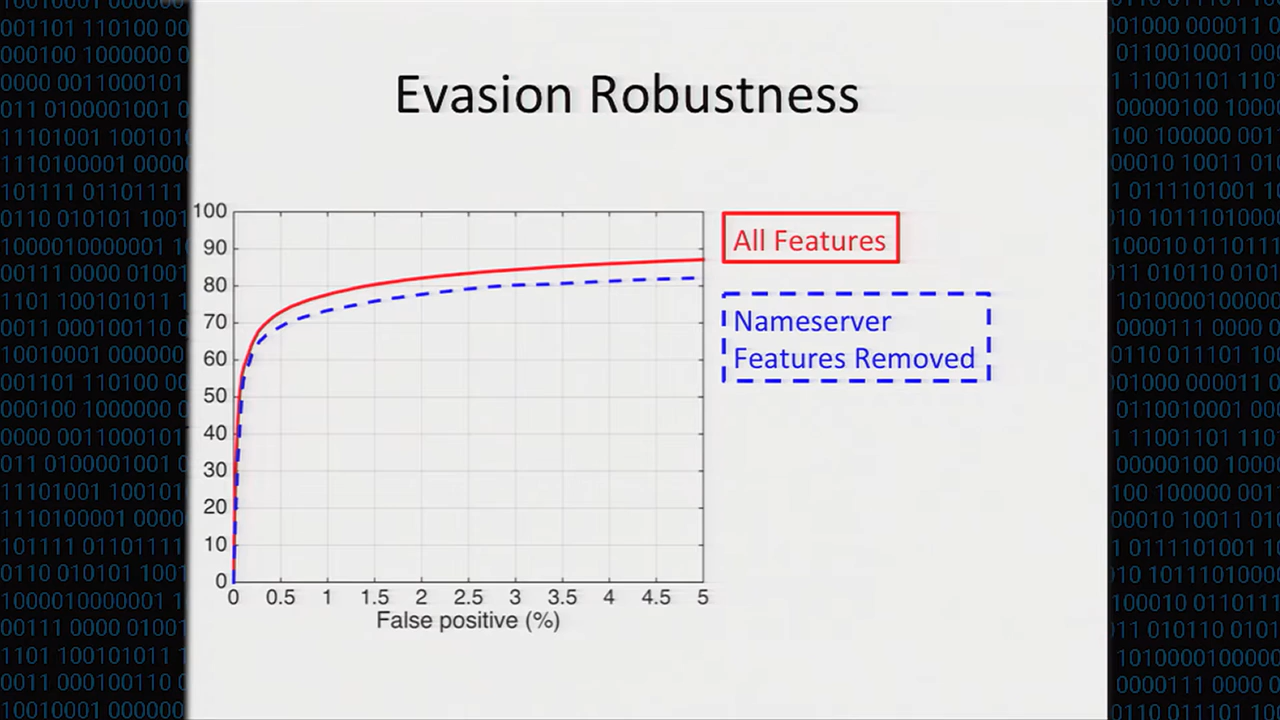 Evasion Robustness
100
90
80
70
60
50
40
30
20
10
0
0 0.5 1 1.5 2 2.5 3 3.5 4 4.5 5
False positive (%)
All Features
Nameserver
Features Removed